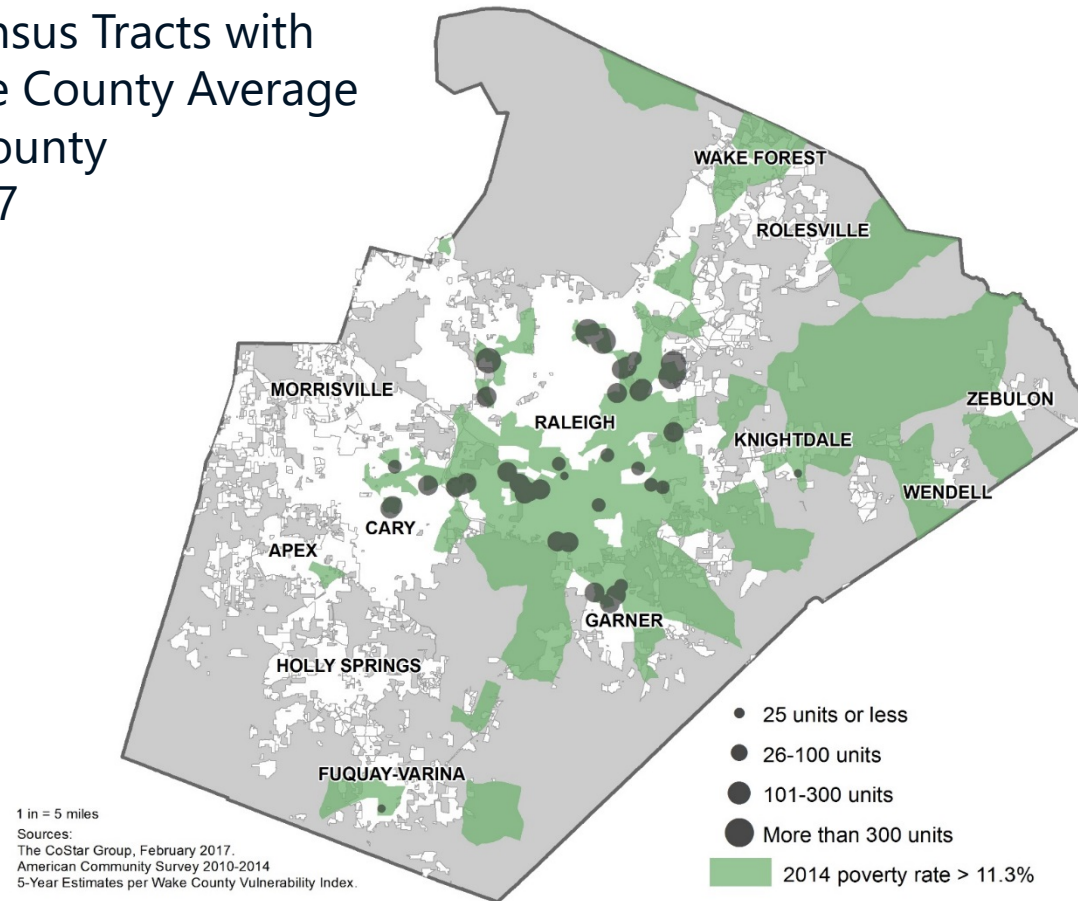 nsus Tracts with
e County Average
ounty
7
WAKE FOREST
ROLESVILLE
MORRISVILLE
ZEBULON
RALEIGH
KNIGHTDALE
WENDELL
CARY
APEX
GARNER
HOLLY SPRINGS
FUQUAY-VARINA
25 units or less
26-100 units
101-300 units
More than 300 units
2014 poverty rate > 11.3%
1 in = 5 miles
Sources:
The CoStar Group, February 2017.
American Community Survey 2010-2014
5-Year Estimates per Wake County Vulnerability Index.